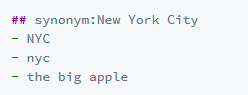 ## synonym:New York City
- NYC
- nyc
- the big apple